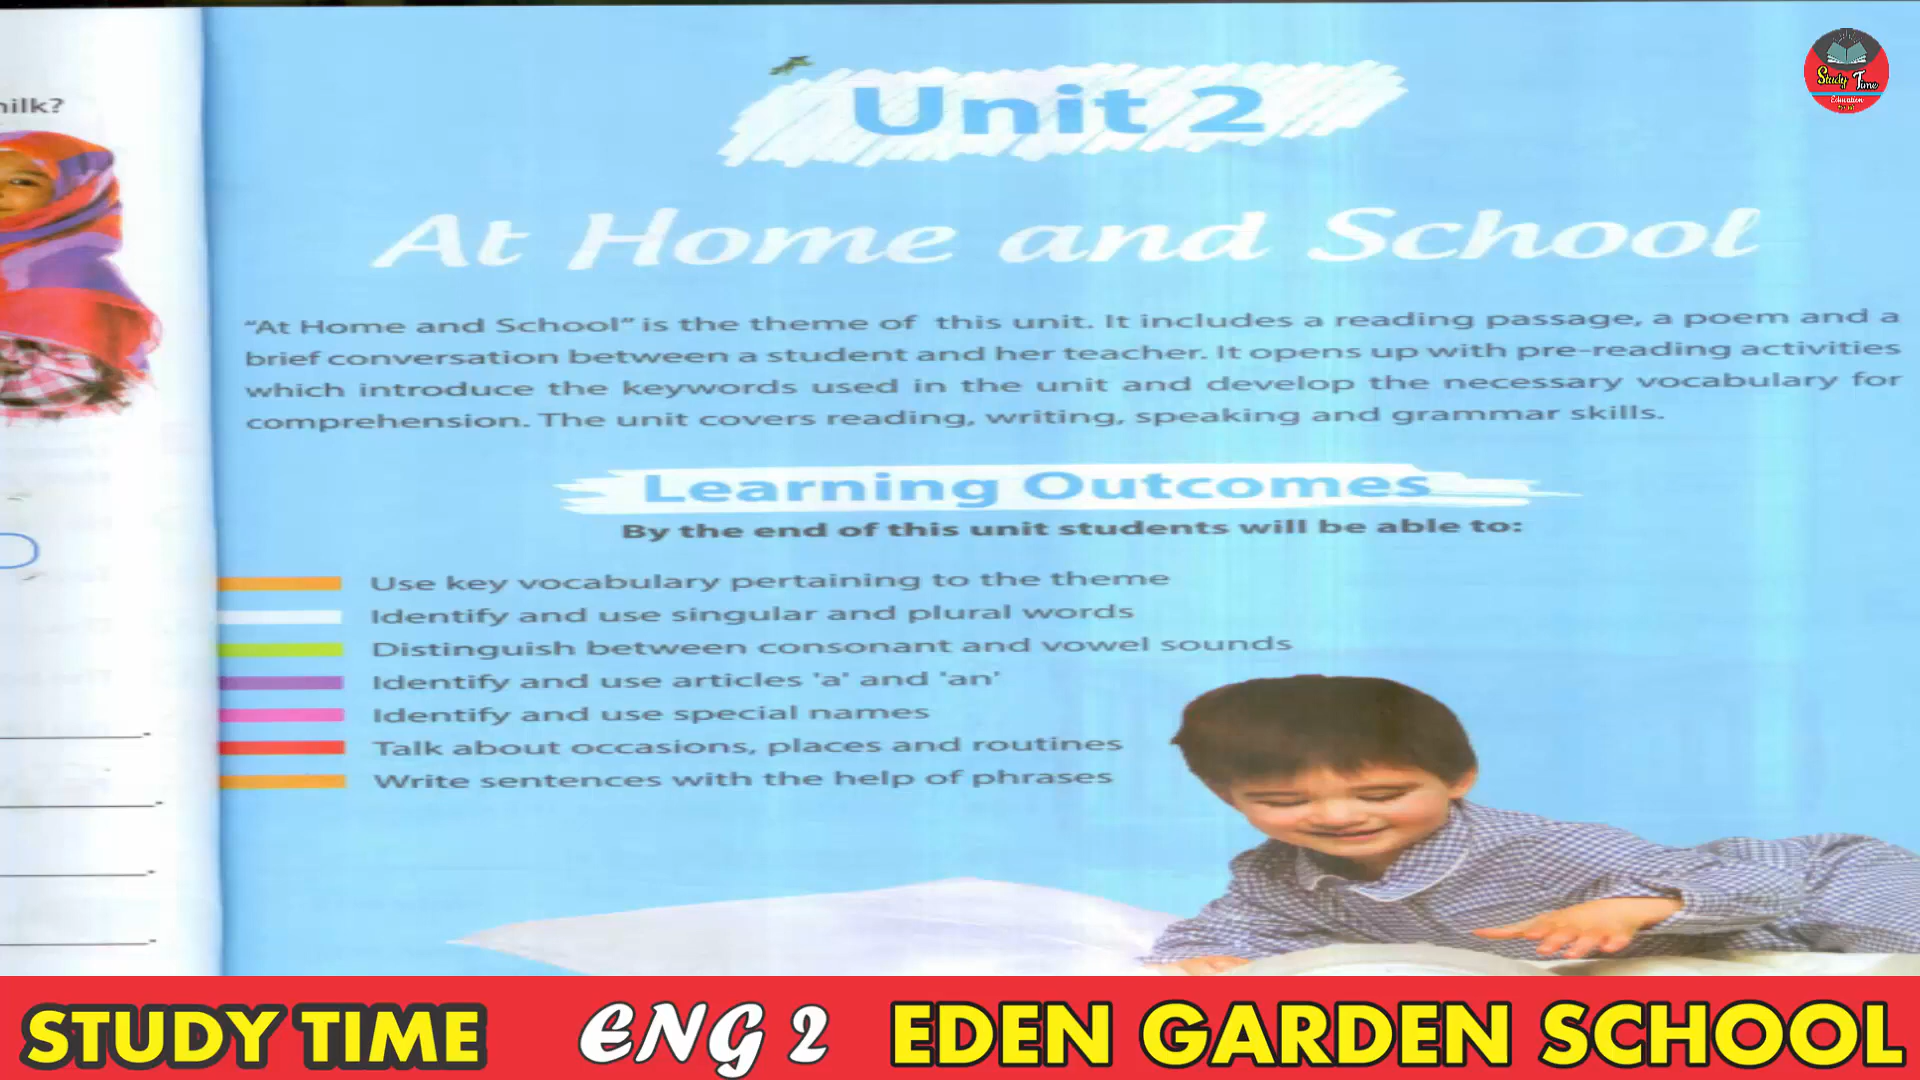 Unit 2
At Home and School
"At Home and School" is the theme of this unit. It includes a reading passage, a poem and a
brief conversation between a student and her teacher. It opens up with pre-reading activities
which introduce the keywords used in the unit and develop the necessary vocabulary for
comprehension. The unit covers reading, writing, speaking and grammar skills.
Learning Outcomes
By the end of this unit students will be able to:
Use key vocabulary pertaining to the theme
Identify and use singular and plural words
Distinguish between consonant and vowel sounds
Identify and use articles 'a' and 'an'
Identify and use special names
Talk about occasions, places and routines
Write sentences with the help of phrases
Study Time
Education
STUDY TIME ENG 2 EDEN GARDEN SCHOOL